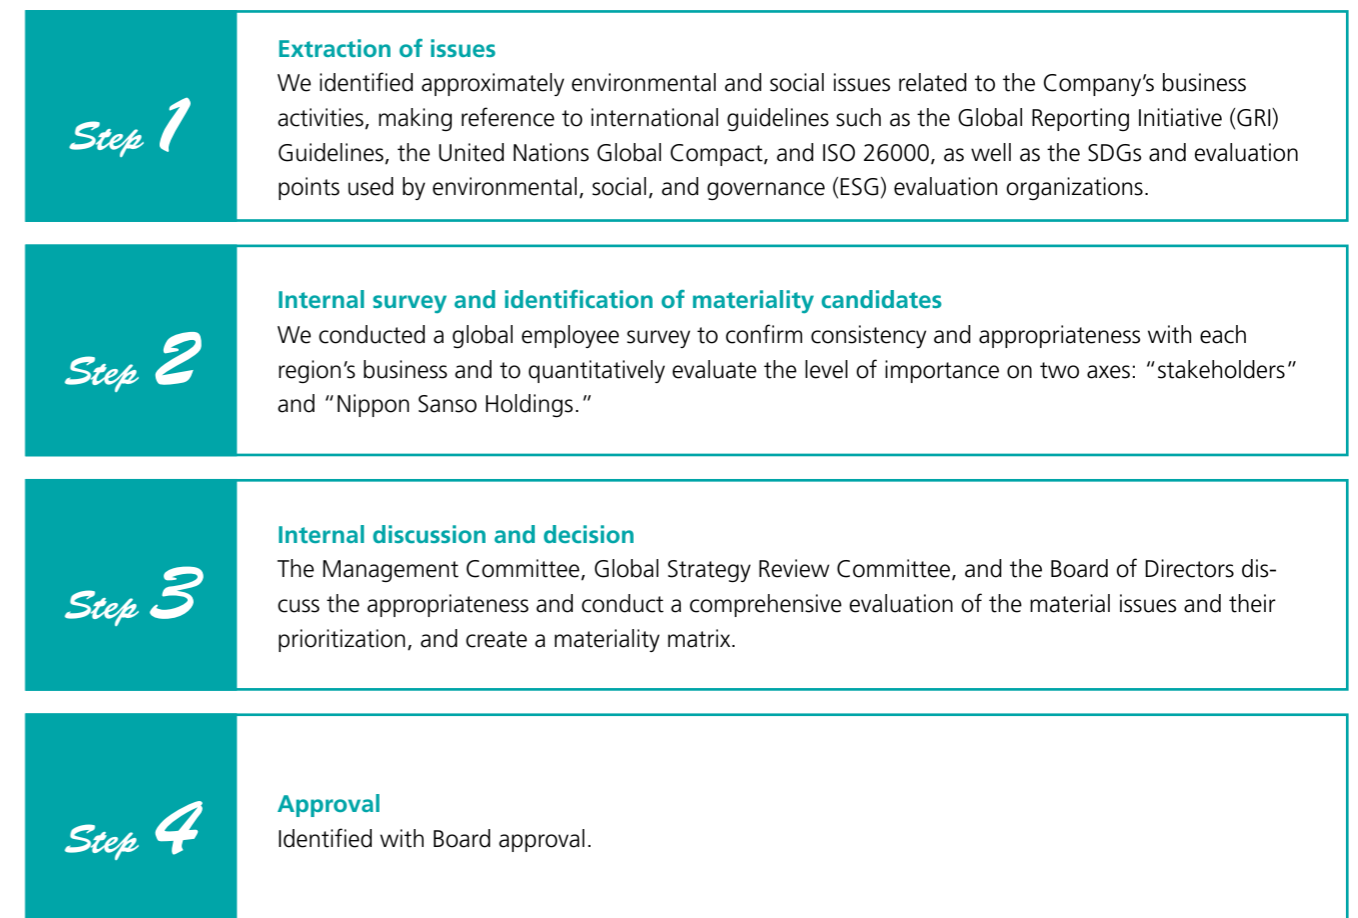 Step 1
Extraction of issues
We identified approximately environmental and social issues related to the Company’s business
activities, making reference to international guidelines such as the Global Reporting Initiative (GRI)
Guidelines, the United Nations Global Compact, and ISO 26000, as well as the SDGs and evaluation
points used by environmental, social, and governance (ESG) evaluation organizations.
Step 2
Internal survey and identification of materiality candidates
We conducted a global employee survey to confirm consistency and appropriateness with each
region’s business and to quantitatively evaluate the level of importance on two axes: “stakeholders”
and “Nippon Sanso Holdings.”
Step 3
Internal discussion and decision
The Management Committee, Global Strategy Review Committee, and the Board of Directors dis-
cuss the appropriateness and conduct a comprehensive evaluation of the material issues and their
prioritization, and create a materiality matrix.
Step 4
Approval
Identified with Board approval.